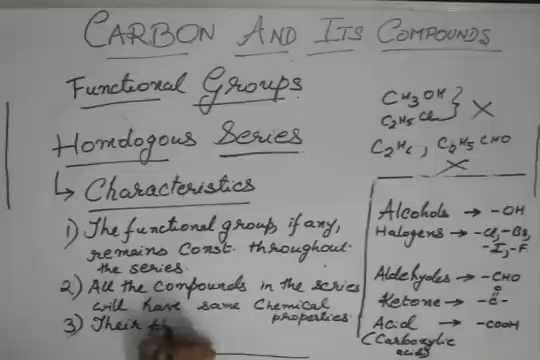 CARBON AND ITS COMPOUNDS
Functional Groups
Homologous Series
↳ Characteristics
1) The functional group, if any,
remains const. throughout
the series.
2.) All the compounds in the series
will have same Chemical
properties.
3) Their
CH3OH
C2H5Cl } X
C2H6, C2H5CHO
X
Alcohols → -OH
Halogens → -Cl, -Br,
-I, -F
Aldehydes → -CHO
O
Ketone → -C-
Acid → -COOH
(Carboxylic
acid)